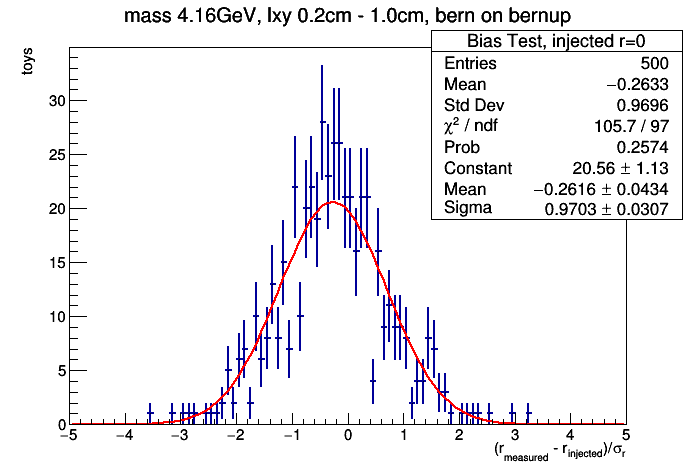 mass 4.16GeV, lxy 0.2cm - 1.0cm, bern on bernup
Bias Test, injected r=0
Entries 500
Mean −0.2633
Std Dev 0.9696
χ² / ndf 105.7 / 97
Prob 0.2574
Constant 20.56 ± 1.13
Mean −0.2616 ± 0.0434
Sigma 0.9703 ± 0.0307
toys
30
25
20
15
10
5
0
−5 −4 −3 −2 −1 0 1 2 3 4 5
(r_measured - r_injected)/σ_r